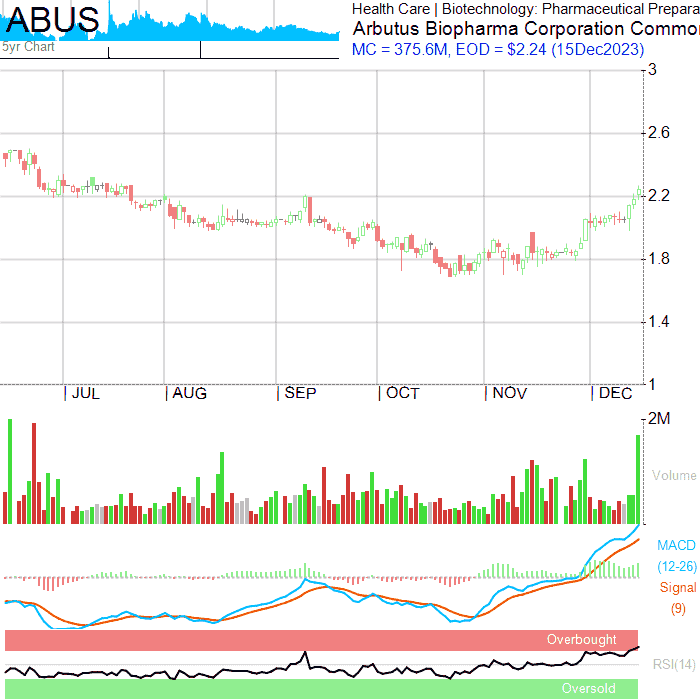 ABUS
5yr Chart
Health Care | Biotechnology: Pharmaceutical Prepara
Arbutus Biopharma Corporation Common
MC = 375.6M, EOD = $2.24 (15Dec2023)
3
2.6
2.2
1.8
1.4
1
JUL AUG SEP OCT NOV DEC
2M
Volume
MACD
(12-26)
Signal
(9)
Overbought
RSI(14)
Oversold